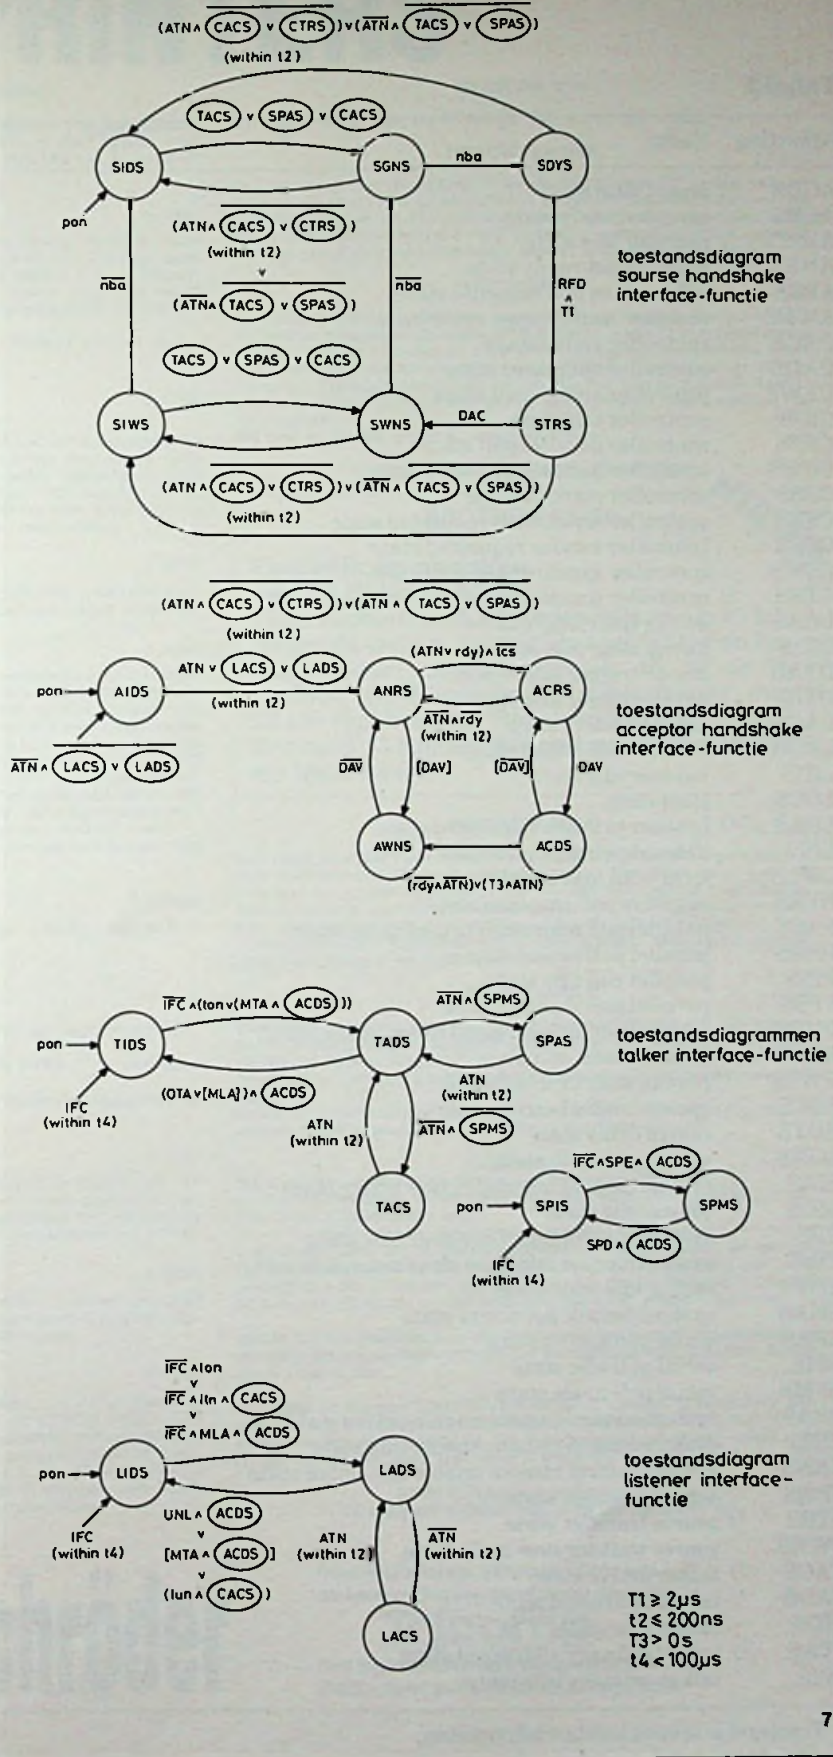 (ATN ∧ CACS ∨ CTRS) ∨ (ATN ∧ TACS ∨ SPAS)
(within t2)
TACS ∨ SPAS ∨ CACS
SIDS
SGNS
nba
SDYS
pon
(ATN ∧ CACS ∨ CTRS)
(within t2)
∨
(ATN ∧ TACS ∨ SPAS)
nba
nba
RFD
∧
T1
toestandsdiagram
sourse handshake
interface-functie
TACS ∨ SPAS ∨ CACS
SIWS
SWNS
DAC
STRS
(ATN ∧ CACS ∨ CTRS) ∨ (ATN ∧ TACS ∨ SPAS)
(within t2)
(ATN ∧ CACS ∨ CTRS) ∨ (ATN ∧ TACS ∨ SPAS)
(within t2)
(ATN ∨ rdy) ∧ tcs
pon
AIDS
ATN ∨ LACS ∨ LADS
(within t2)
ANRS
ACRS
ATN ∧ rdy
(within t2)
ATN ∧ LACS ∨ LADS
toestandsdiagram
acceptor handshake
interface-functie
DAV
[DAV]
[DAV]
DAV
AWNS
ACDS
(rdy ∧ ATN) ∨ (T3 ∧ ATN)
IFC ∧ (ton ∨ (MTA ∧ ACDS))
ATN ∧ SPMS
pon
TIDS
TADS
SPAS
toestandsdiagrammen
talker interface-functie
IFC
(within t4)
(OTA ∨ [MLA]) ∧ ACDS
ATN
(within t2)
ATN
(within t2)
ATN ∧ SPMS
TACS
IFC ∧ SPE ∧ ACDS
pon
SPIS
SPMS
SPD ∧ ACDS
IFC
(within t4)
IFC ∧ lon
∨
IFC ∧ ltn ∧ CACS
∨
IFC ∧ MLA ∧ ACDS
pon
LIDS
LADS
toestandsdiagram
listener interface-
functie
IFC
(within t4)
UNL ∧ ACDS
∨
[MTA ∧ ACDS]
∨
(lun ∧ CACS)
ATN
(within t2)
ATN
(within t2)
LACS
T1 ≥ 2µs
t2 ≤ 200ns
T3 > 0s
t4 < 100µs
7